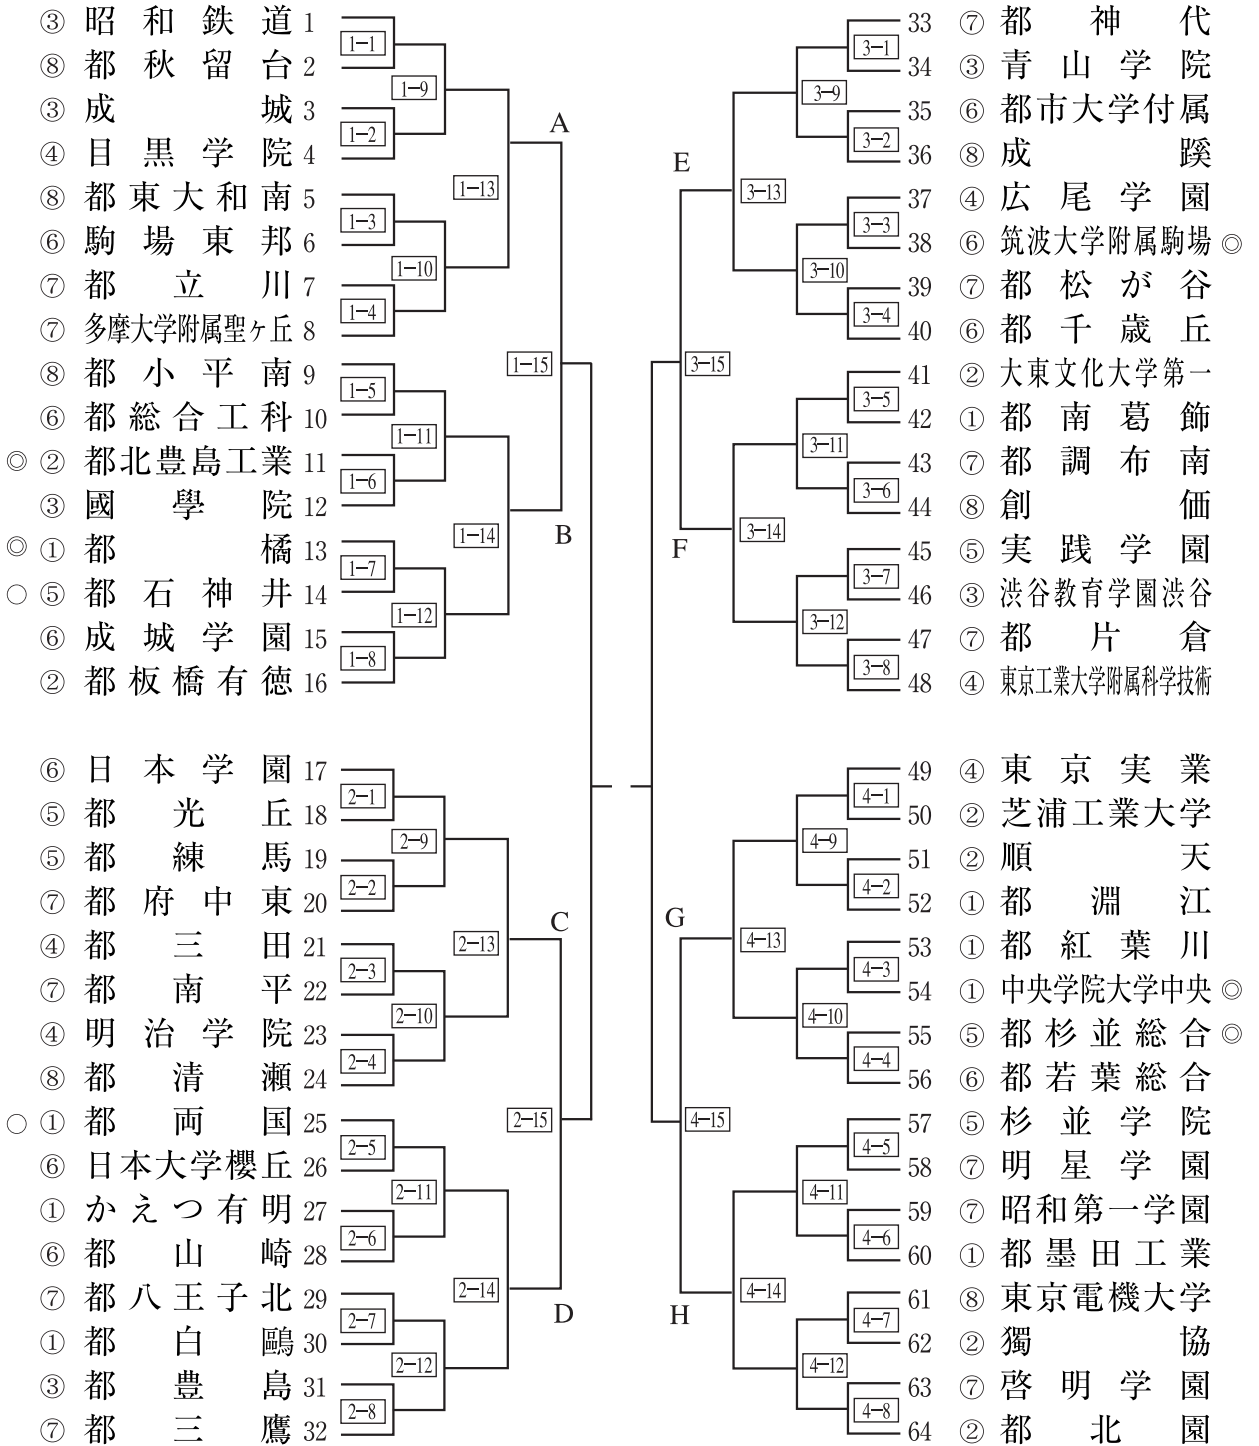 ③ 昭和鉄道 1
⑧ 都秋留台 2
③ 成城 3
④ 目黒学院 4
⑧ 都東大和南 5
⑥ 駒場東邦 6
⑦ 都立川 7
⑦ 多摩大学附属聖ヶ丘 8
⑧ 都小平南 9
⑥ 都総合工科 10
◎ ② 都北豊島工業 11
③ 國學院 12
◎ ① 都橘 13
○ ⑤ 都石神井 14
⑥ 成城学園 15
② 都板橋有徳 16
1-1
1-2
1-3
1-4
1-5
1-6
1-7
1-8
1-9
1-10
1-11
1-12
1-13
1-14
1-15
A
B
⑥ 日本学園 17
⑤ 都光丘 18
⑤ 都練馬 19
⑦ 都府中東 20
④ 都三田 21
⑦ 都南平 22
④ 明治学院 23
⑧ 都清瀬 24
○ ① 都両国 25
⑥ 日本大学櫻丘 26
① かえつ有明 27
⑥ 都山崎 28
⑦ 都八王子北 29
① 都白鷗 30
③ 都豊島 31
⑦ 都三鷹 32
2-1
2-2
2-3
2-4
2-5
2-6
2-7
2-8
2-9
2-10
2-11
2-12
2-13
2-14
2-15
C
D
33 ⑦ 都神代
34 ③ 青山学院
35 ⑥ 都市大学付属
36 ⑧ 成蹊
37 ④ 広尾学園
38 ⑥ 筑波大学附属駒場 ◎
39 ⑦ 都松が谷
40 ⑥ 都千歳丘
41 ② 大東文化大学第一
42 ① 都南葛飾
43 ⑦ 都調布南
44 ⑧ 創価
45 ⑤ 実践学園
46 ③ 渋谷教育学園渋谷
47 ⑦ 都片倉
48 ④ 東京工業大学附属科学技術
3-1
3-2
3-3
3-4
3-5
3-6
3-7
3-8
3-9
3-10
3-11
3-12
3-13
3-14
3-15
E
F
49 ④ 東京実業
50 ② 芝浦工業大学
51 ② 順天
52 ① 都淵江
53 ① 都紅葉川
54 ① 中央学院大学中央 ◎
55 ⑤ 都杉並総合 ◎
56 ⑥ 都若葉総合
57 ⑤ 杉並学院
58 ⑦ 明星学園
59 ⑦ 昭和第一学園
60 ① 都墨田工業
61 ⑧ 東京電機大学
62 ② 獨協
63 ⑦ 啓明学園
64 ② 都北園
4-1
4-2
4-3
4-4
4-5
4-6
4-7
4-8
4-9
4-10
4-11
4-12
4-13
4-14
4-15
G
H